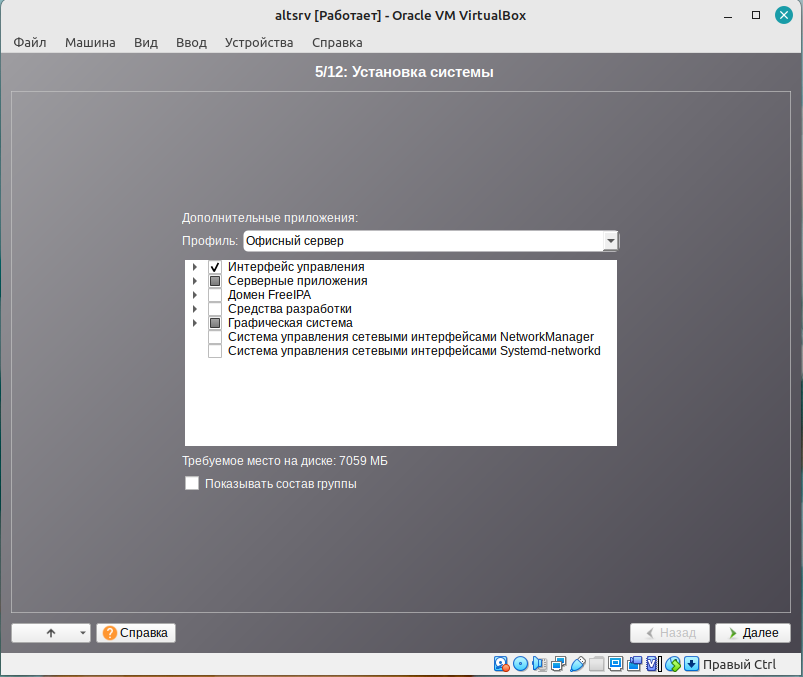 altsrv [Работает] - Oracle VM VirtualBox
Файл Машина Вид Ввод Устройства Справка
5/12: Установка системы
Дополнительные приложения:
Профиль: Офисный сервер
Интерфейс управления
Серверные приложения
Домен FreeIPA
Средства разработки
Графическая система
Система управления сетевыми интерфейсами NetworkManager
Система управления сетевыми интерфейсами Systemd-networkd
Требуемое место на диске: 7059 МБ
Показывать состав группы
Справка Назад Далее
Правый Ctrl